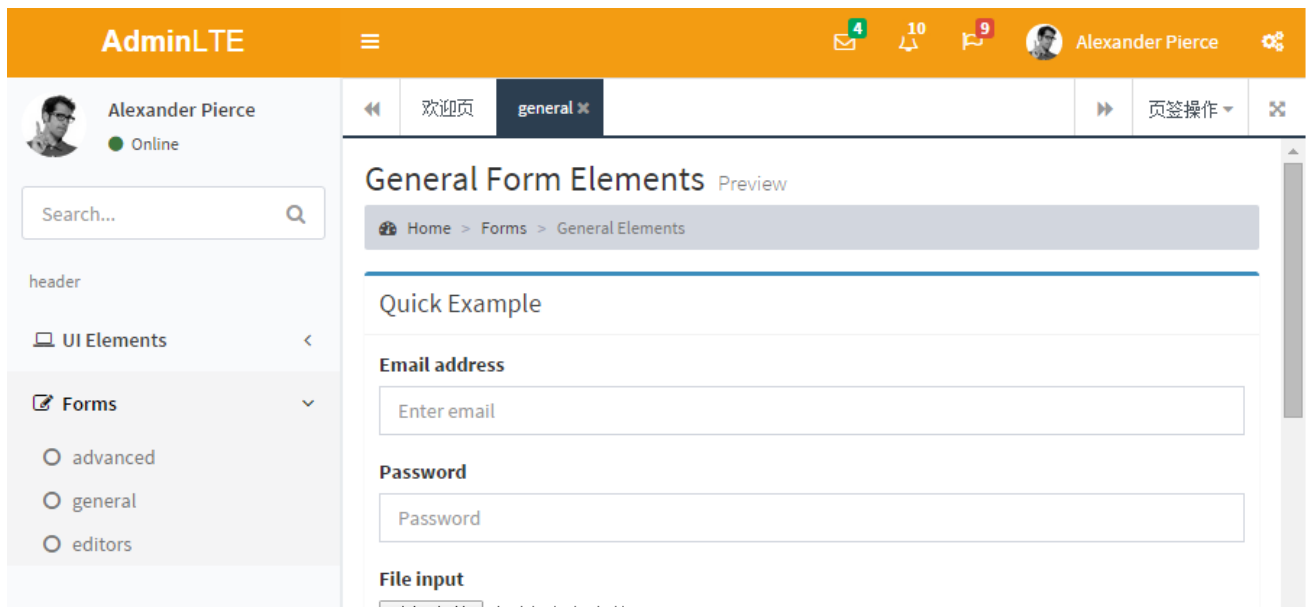 AdminLTE
4
10
9
Alexander Pierce
Alexander Pierce
Online
Search...
header
UI Elements
Forms
advanced
general
editors
欢迎页
general
页签操作
General Form Elements Preview
Home > Forms > General Elements
Quick Example
Email address
Enter email
Password
Password
File input